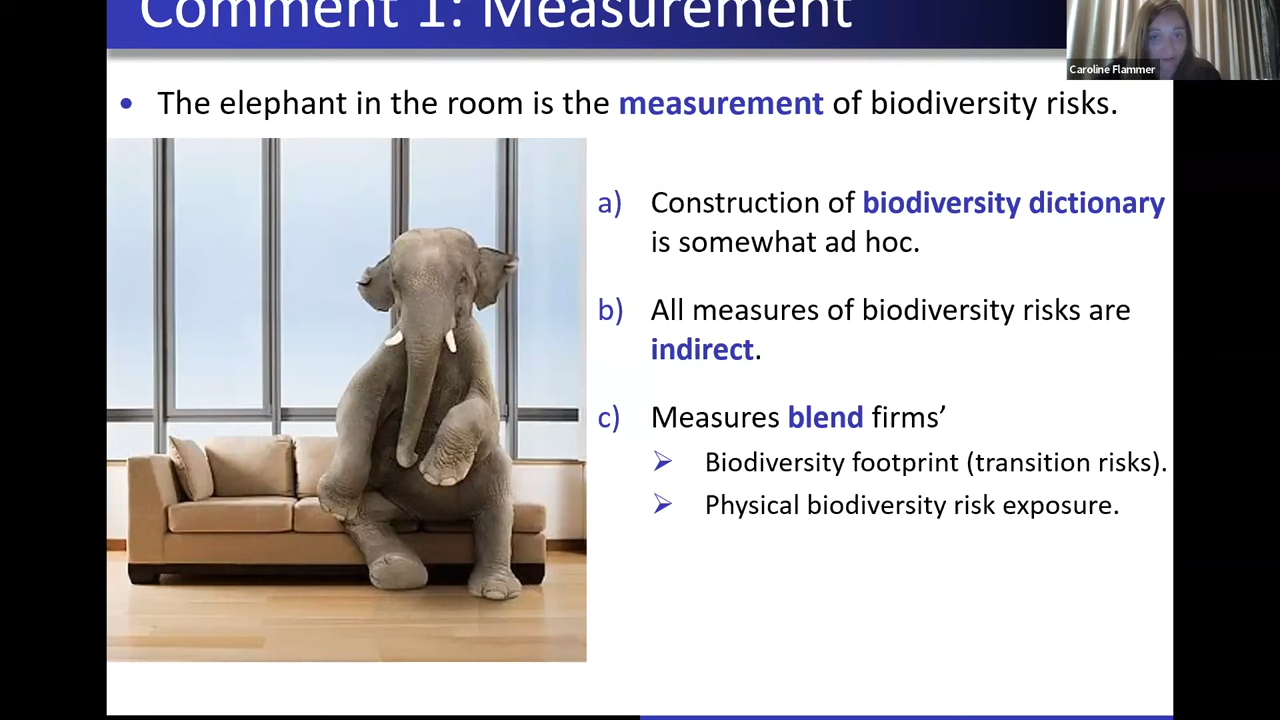 Comment 1: Measurement
Caroline Flammer
• The elephant in the room is the measurement of biodiversity risks.
a) Construction of biodiversity dictionary
is somewhat ad hoc.
b) All measures of biodiversity risks are
indirect.
c) Measures blend firms’
➢ Biodiversity footprint (transition risks).
➢ Physical biodiversity risk exposure.